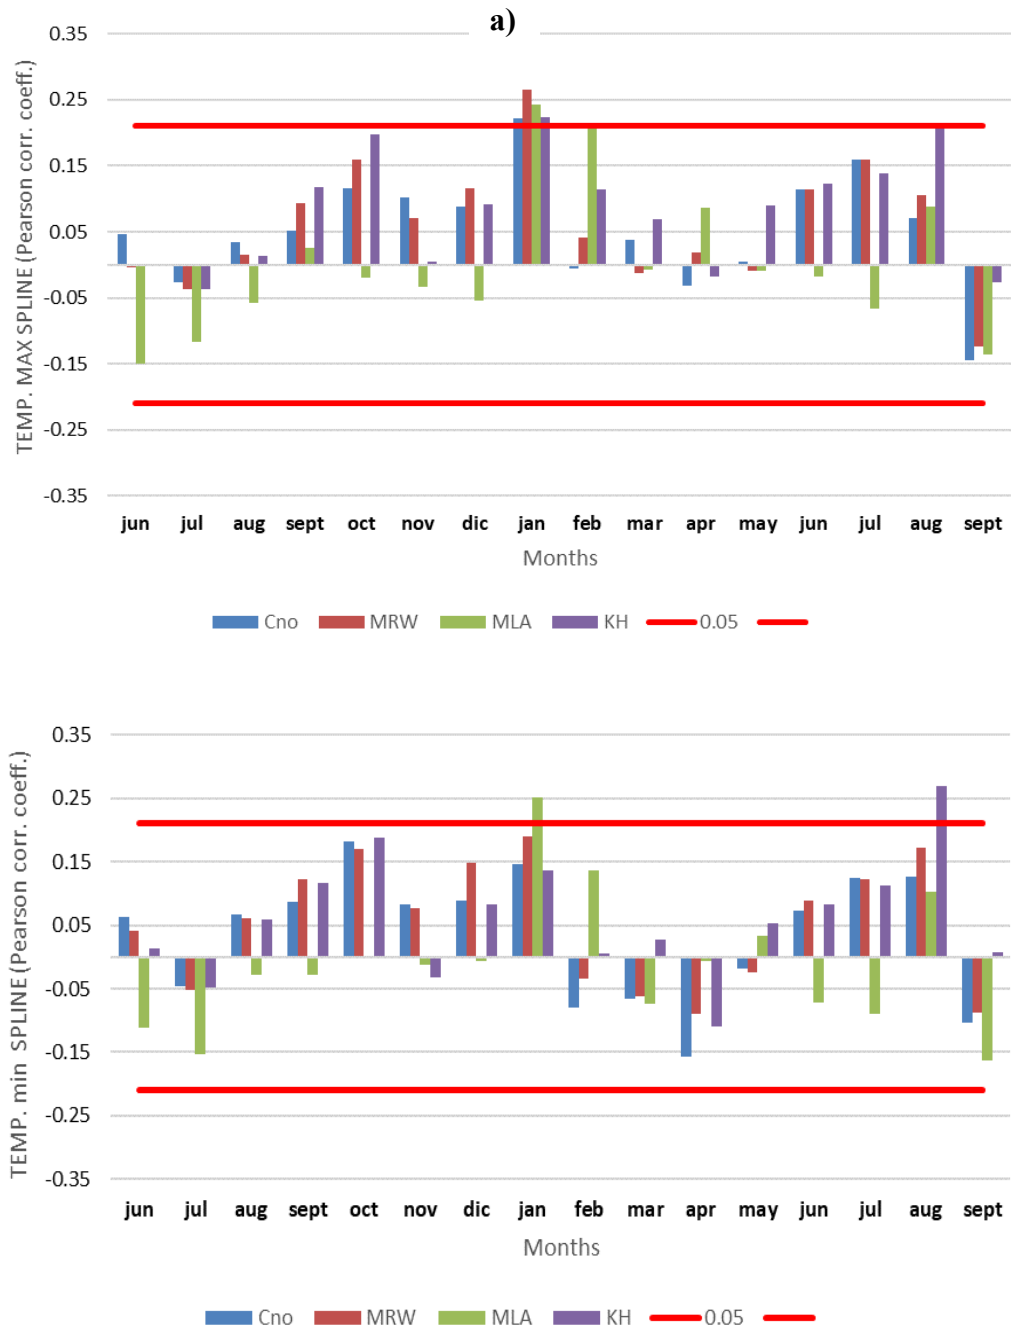 a)
TEMP. MAX SPLINE (Pearson corr. coeff.)
0.35
0.25
0.15
0.05
-0.05
-0.15
-0.25
-0.35
jun jul aug sept oct nov dic jan feb mar apr may jun jul aug sept
Months
Cno MRW MLA KH 0.05
TEMP. min SPLINE (Pearson corr. coeff.)
0.35
0.25
0.15
0.05
-0.05
-0.15
-0.25
-0.35
jun jul aug sept oct nov dic jan feb mar apr may jun jul aug sept
Months
Cno MRW MLA KH 0.05